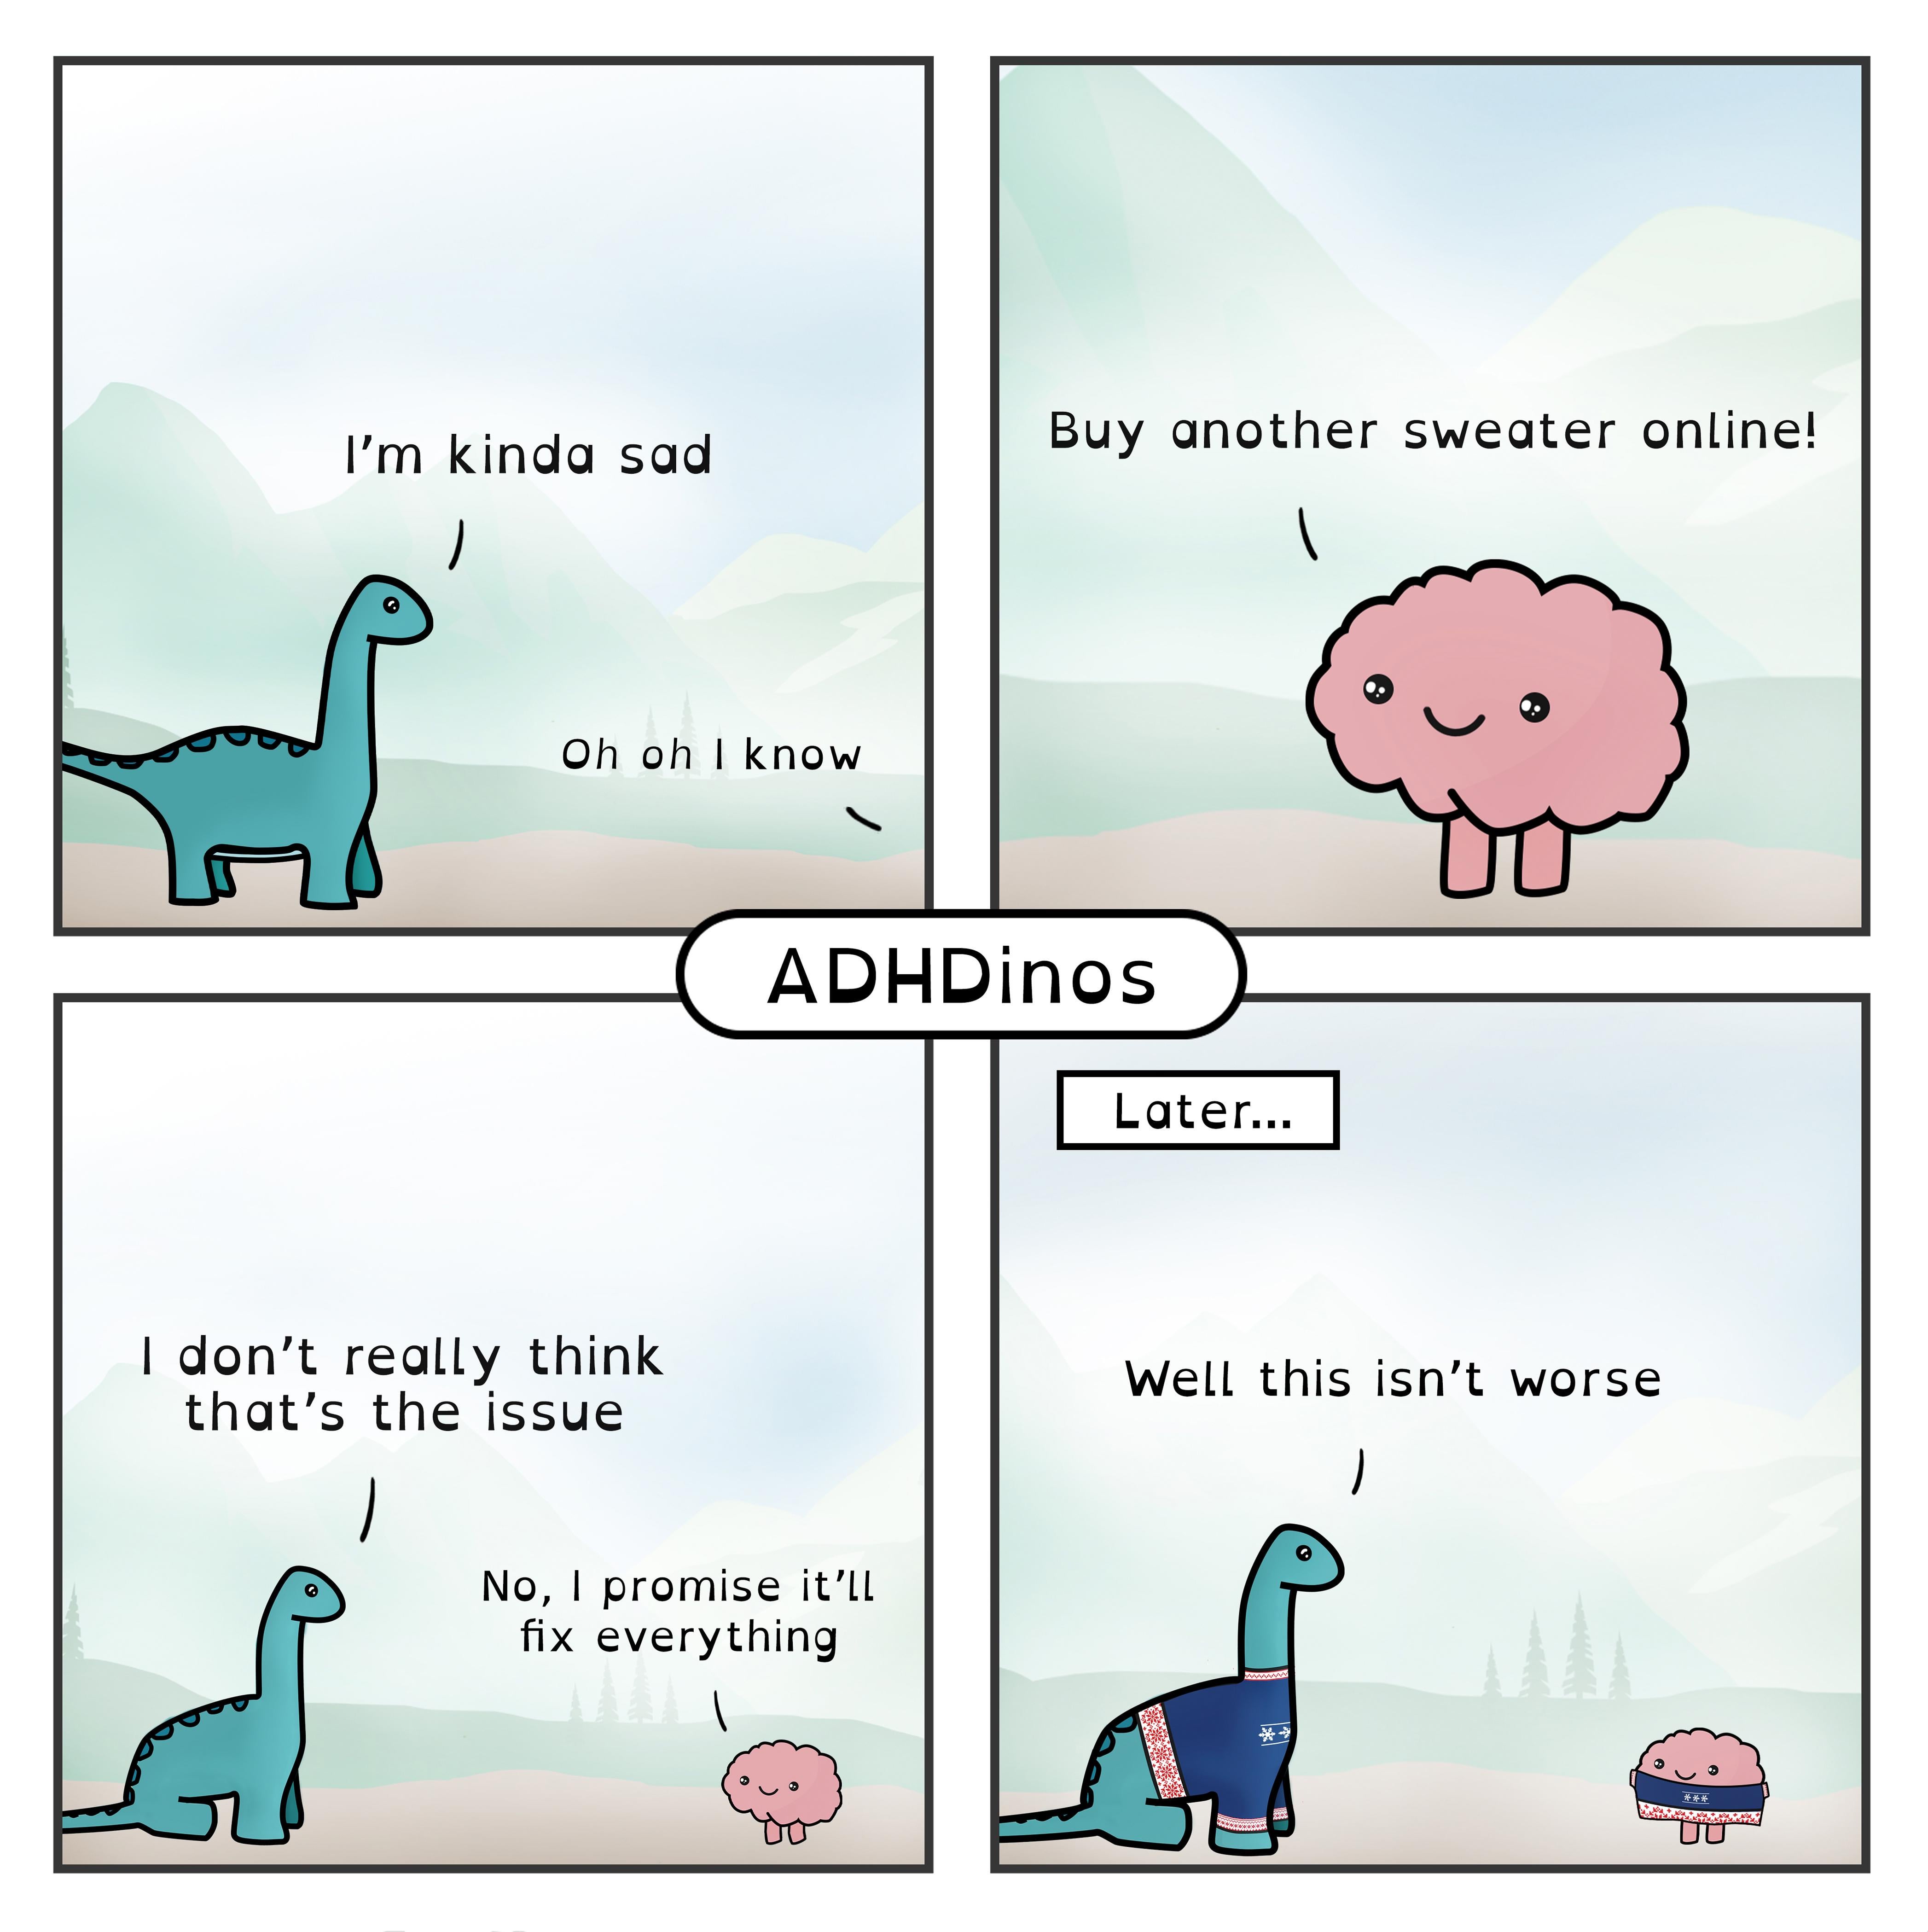 I'm kinda sad
Oh oh I know
Buy another sweater online!
ADHDinos
I don't really think
that's the issue
No, I promise it'll
fix everything
Later...
Well this isn't worse